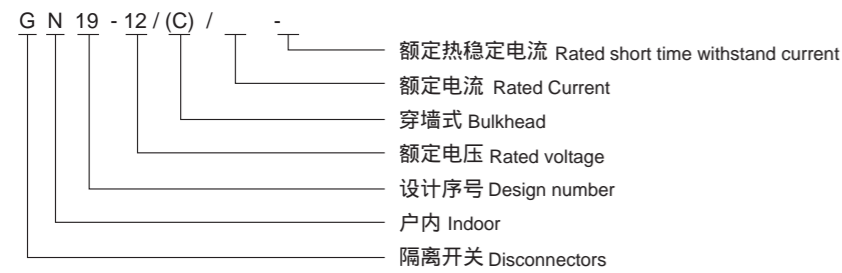 G N 19 - 12 / (C) / -
额定热稳定电流 Rated short time withstand current
额定电流 Rated Current
穿墙式 Bulkhead
额定电压 Rated voltage
设计序号 Design number
户内 Indoor
隔离开关 Disconnectors